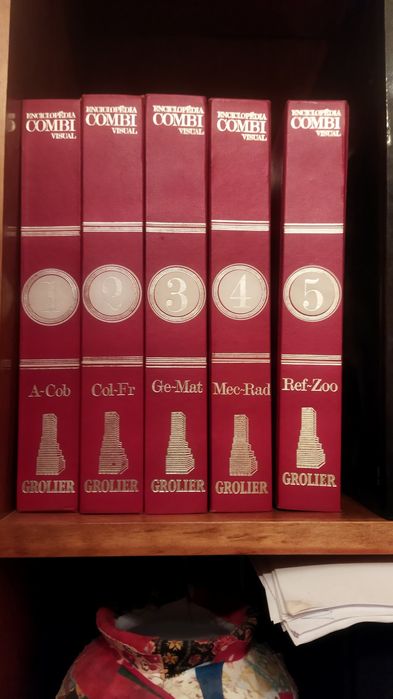 ENCICLOPÉDIA
COMBI
VISUAL
1
A-Cob
GROLIER
ENCICLOPÉDIA
COMBI
VISUAL
2
Col-Fr
GROLIER
ENCICLOPÉDIA
COMBI
VISUAL
3
Ge-Mat
GROLIER
ENCICLOPÉDIA
COMBI
VISUAL
4
Mec-Rad
GROLIER
ENCICLOPÉDIA
COMBI
VISUAL
5
Ref-Zoo
GROLIER